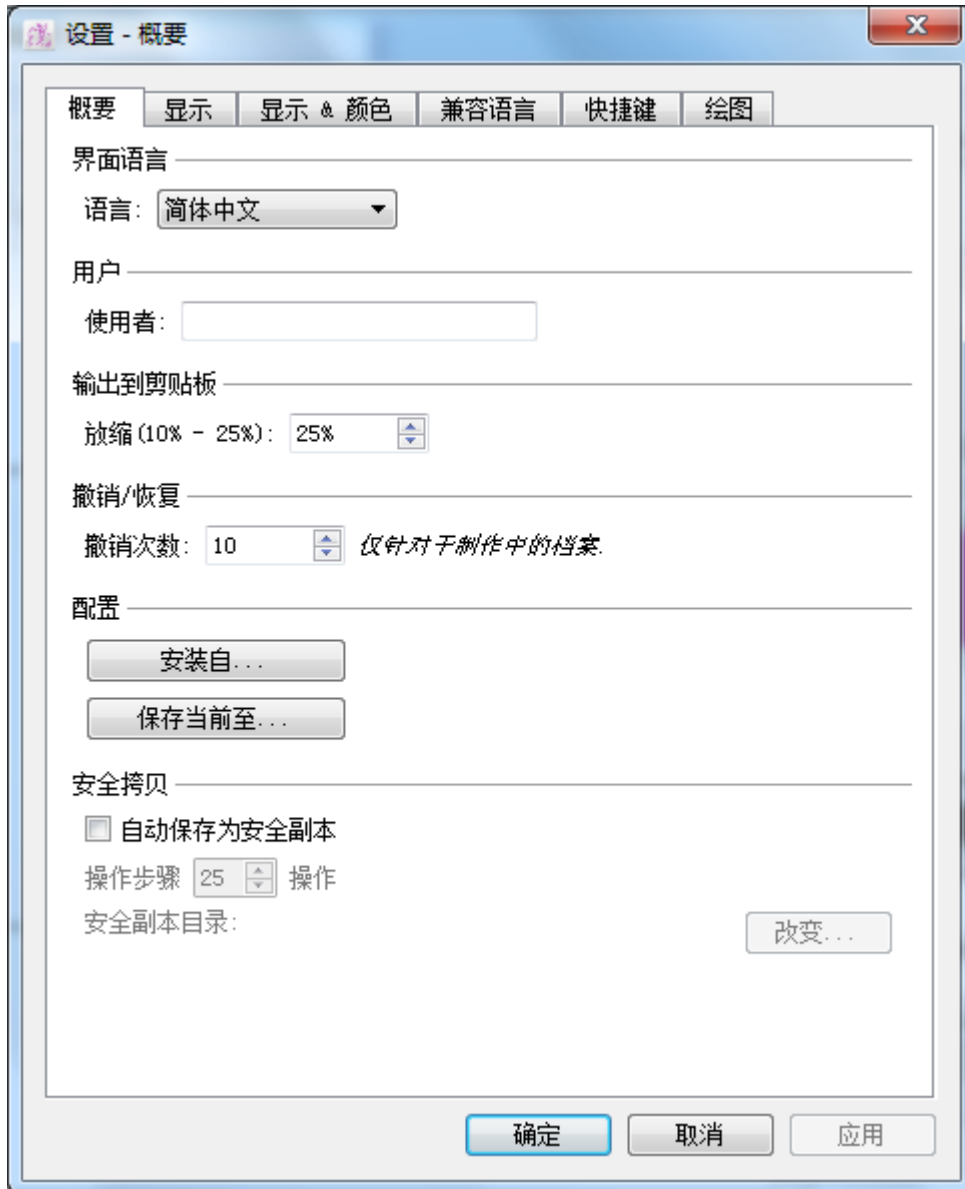 设置 - 概要
概要 显示 显示 & 颜色 兼容语言 快捷键 绘图
界面语言
语言: 简体中文
用户
使用者:
输出到剪贴板
放缩(10% - 25%): 25%
撤销/恢复
撤销次数: 10 仅针对于制作中的档案.
配置
安装自...
保存当前至...
安全拷贝
自动保存为安全副本
操作步骤 25 操作
安全副本目录:
改变...
确定 取消 应用